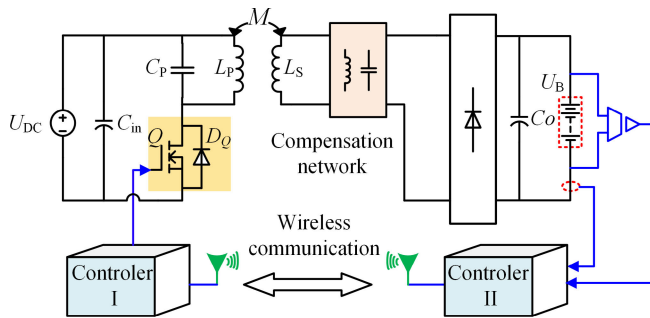 M
C_P
L_P
L_S
U_B
U_DC
C_in
Q
D_Q
Co
Compensation
network
Wireless
communication
Controler
I
Controler
II